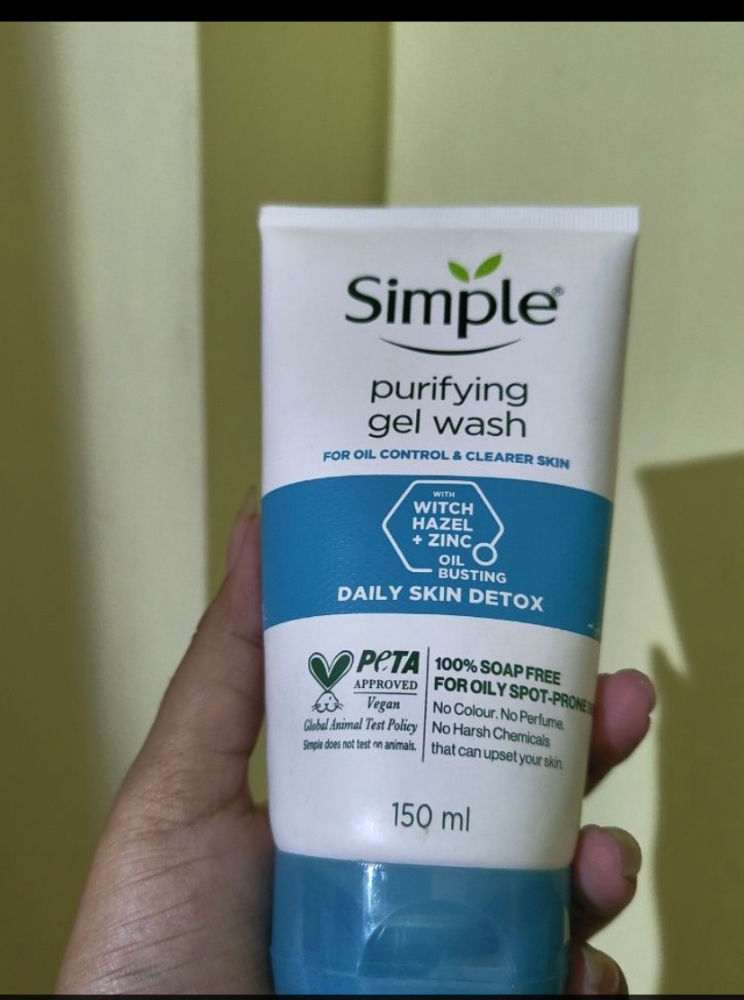 Simple®
purifying
gel wash
FOR OIL CONTROL & CLEARER SKIN
WITH
WITCH
HAZEL
+ ZINC
OIL
BUSTING
DAILY SKIN DETOX
PeTA
APPROVED
Vegan
Global Animal Test Policy
Simple does not test on animals.
100% SOAP FREE
FOR OILY SPOT-PRONE
No Colour. No Perfume.
No Harsh Chemicals
that can upset your skin.
150 ml